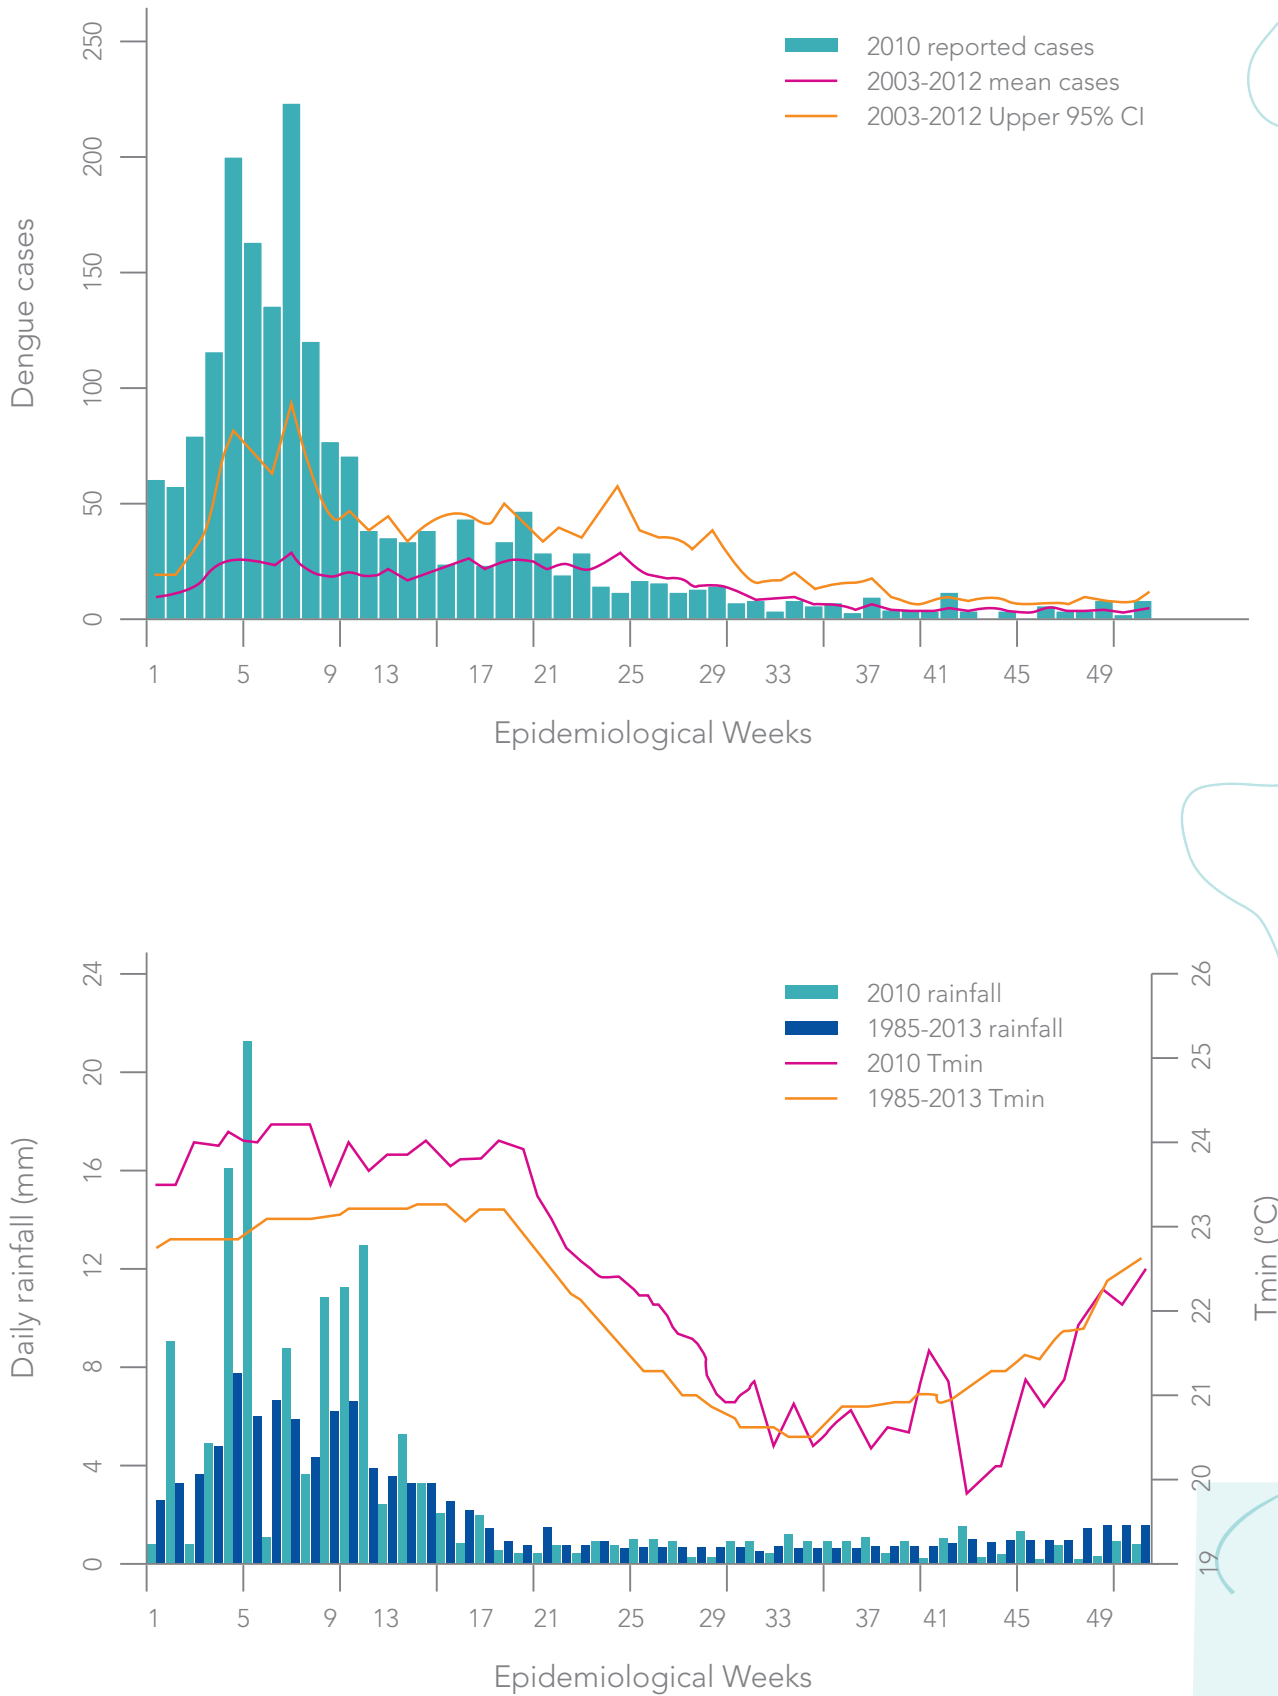 250
200
150
100
50
0
Dengue cases
2010 reported cases
2003-2012 mean cases
2003-2012 Upper 95% CI
1 5 9 13 17 21 25 29 33 37 41 45 49
Epidemiological Weeks
24
20
16
12
8
4
0
Daily rainfall (mm)
2010 rainfall
1985-2013 rainfall
2010 Tmin
1985-2013 Tmin
26
25
24
23
22
21
20
19
Tmin (°C)
1 5 9 13 17 21 25 29 33 37 41 45 49
Epidemiological Weeks